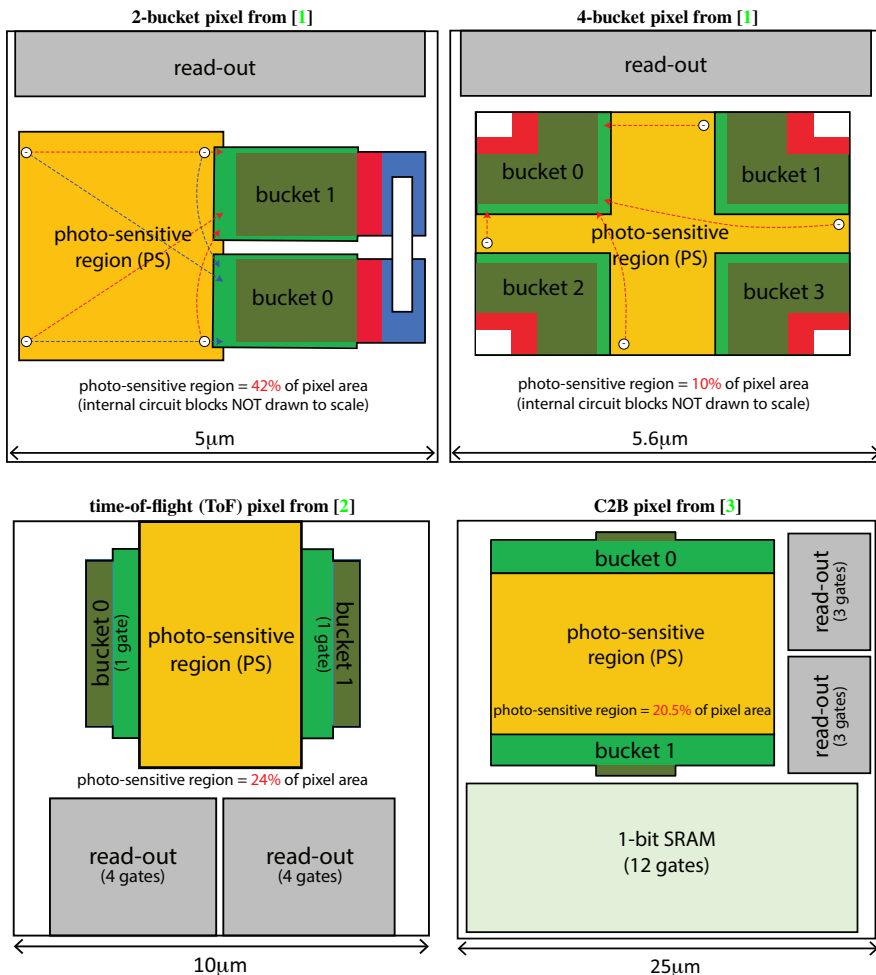 2-bucket pixel from [1]
read-out
bucket 1
photo-sensitive
region (PS)
bucket 0
photo-sensitive region = 42% of pixel area
(internal circuit blocks NOT drawn to scale)
5μm
4-bucket pixel from [1]
read-out
bucket 0
bucket 1
photo-sensitive
region (PS)
bucket 2
bucket 3
photo-sensitive region = 10% of pixel area
(internal circuit blocks NOT drawn to scale)
5.6μm
time-of-flight (ToF) pixel from [2]
bucket 0
(1 gate)
photo-sensitive
region (PS)
(1 gate)
bucket 1
photo-sensitive region = 24% of pixel area
read-out
(4 gates)
read-out
(4 gates)
10μm
C2B pixel from [3]
bucket 0
photo-sensitive
region (PS)
photo-sensitive region = 20.5% of pixel area
bucket 1
read-out
(3 gates)
read-out
(3 gates)
1-bit SRAM
(12 gates)
25μm